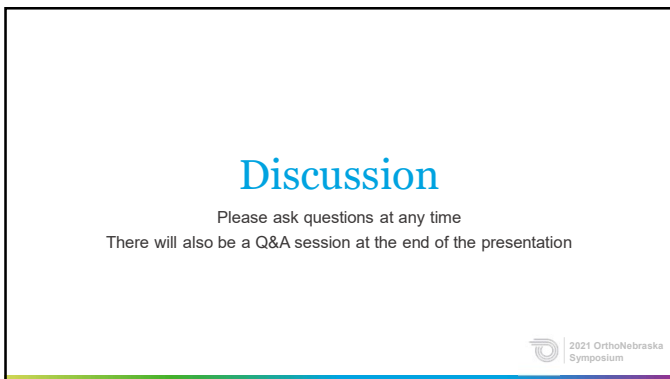 Discussion
Please ask questions at any time
There will also be a Q&A session at the end of the presentation
2021 OrthoNebraska
Symposium